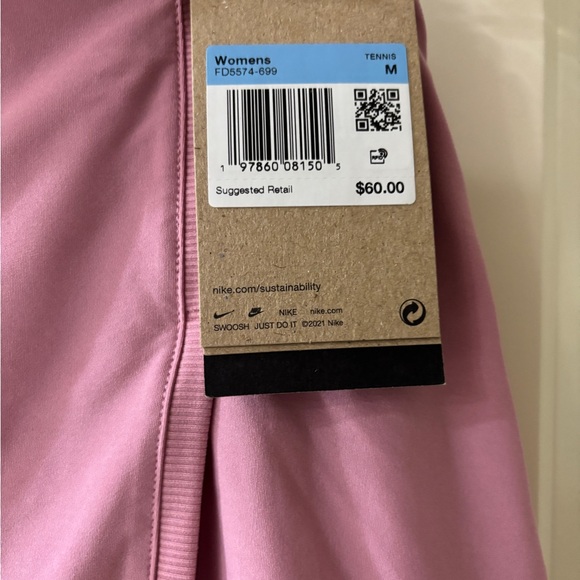 Womens TENNIS
FD5574-699 M
1 97860 08150 5
RFID
Suggested Retail $60.00
nike.com/sustainability
NIKE nike.com
SWOOSH JUST DO IT ©2021 Nike